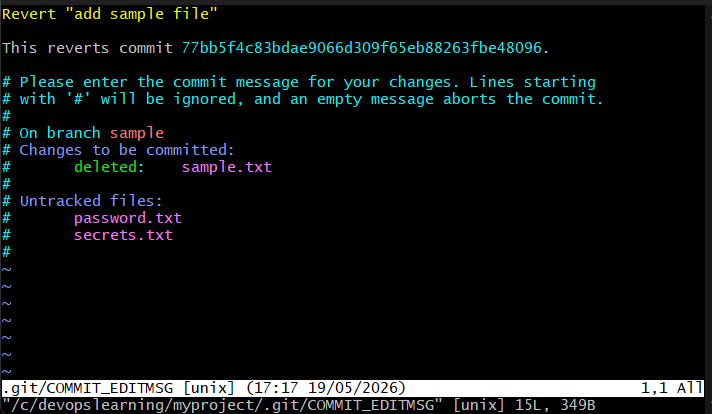 Revert "add sample file"
This reverts commit 77bb5f4c83bdae9066d309f65eb88263fbe48096.
# Please enter the commit message for your changes. Lines starting
# with '#' will be ignored, and an empty message aborts the commit.
#
# On branch sample
# Changes to be committed:
#       deleted:    sample.txt
#
# Untracked files:
#       password.txt
#       secrets.txt
#
~
~
~
~
~
~
~
.git/COMMIT_EDITMSG [unix] (17:17 19/05/2026) 1,1 All
"/c/devopslearning/myproject/.git/COMMIT_EDITMSG" [unix] 15L, 349B